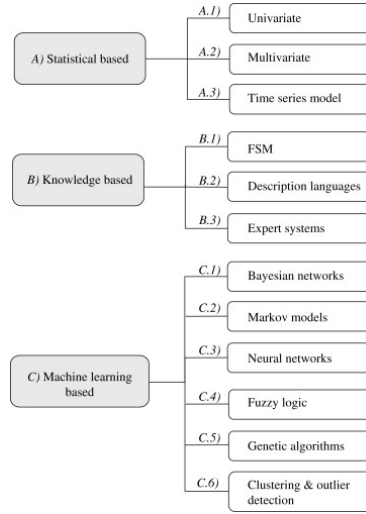 A.1)
Univariate
A.2)
A) Statistical based
Multivariate
A.3)
Time series model
B.1)
FSM
B.2)
B) Knowledge based
Description languages
B.3)
Expert systems
C.1)
Bayesian networks
C.2)
Markov models
C.3)
Neural networks
C) Machine learning
based
C.4)
Fuzzy logic
C.5)
Genetic algorithms
C.6)
Clustering & outlier
detection